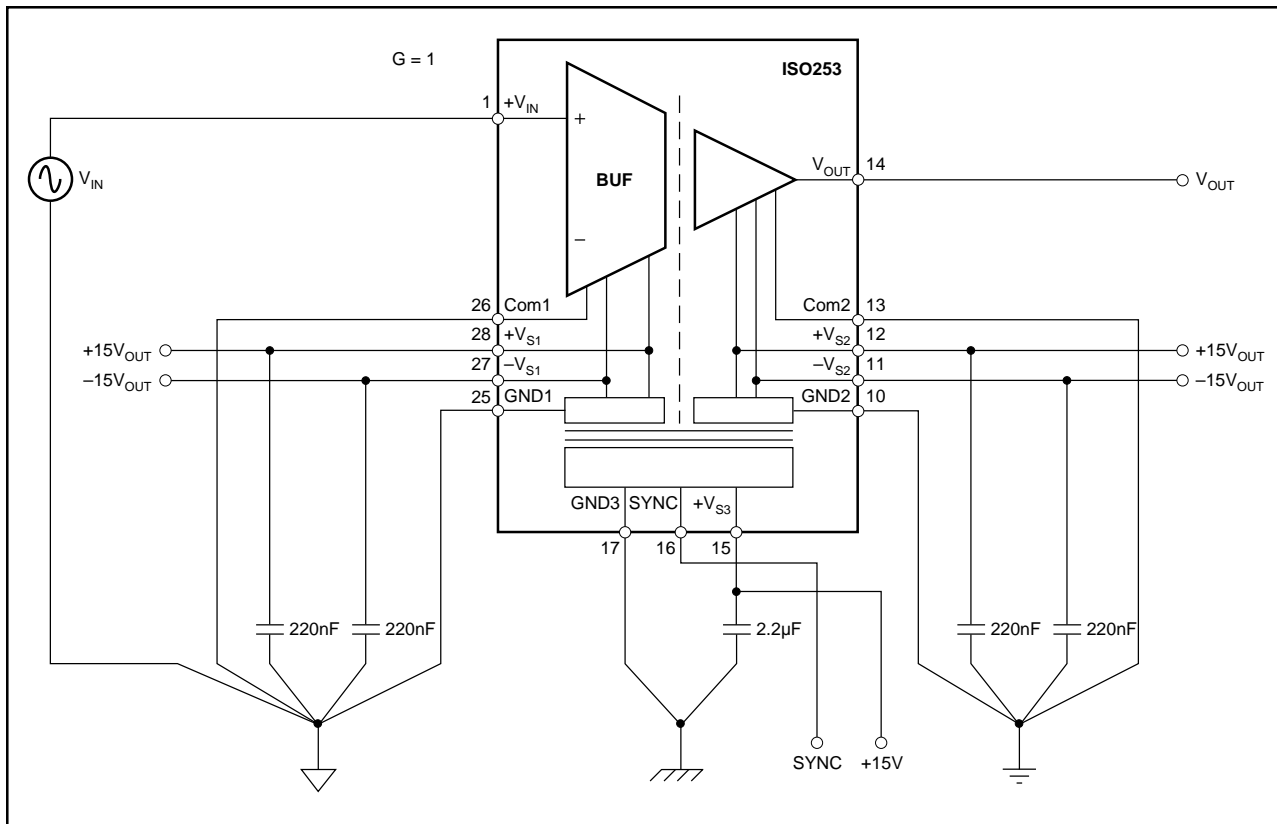 G = 1
ISO253
1 +VIN
+
BUF
–
VIN
VOUT 14
VOUT
26 Com1
28 +VS1
27 –VS1
25 GND1
+15VOUT
–15VOUT
Com2 13
+VS2 12
–VS2 11
GND2 10
+15VOUT
–15VOUT
GND3 SYNC +VS3
17 16 15
220nF 220nF 2.2µF 220nF 220nF
SYNC +15V